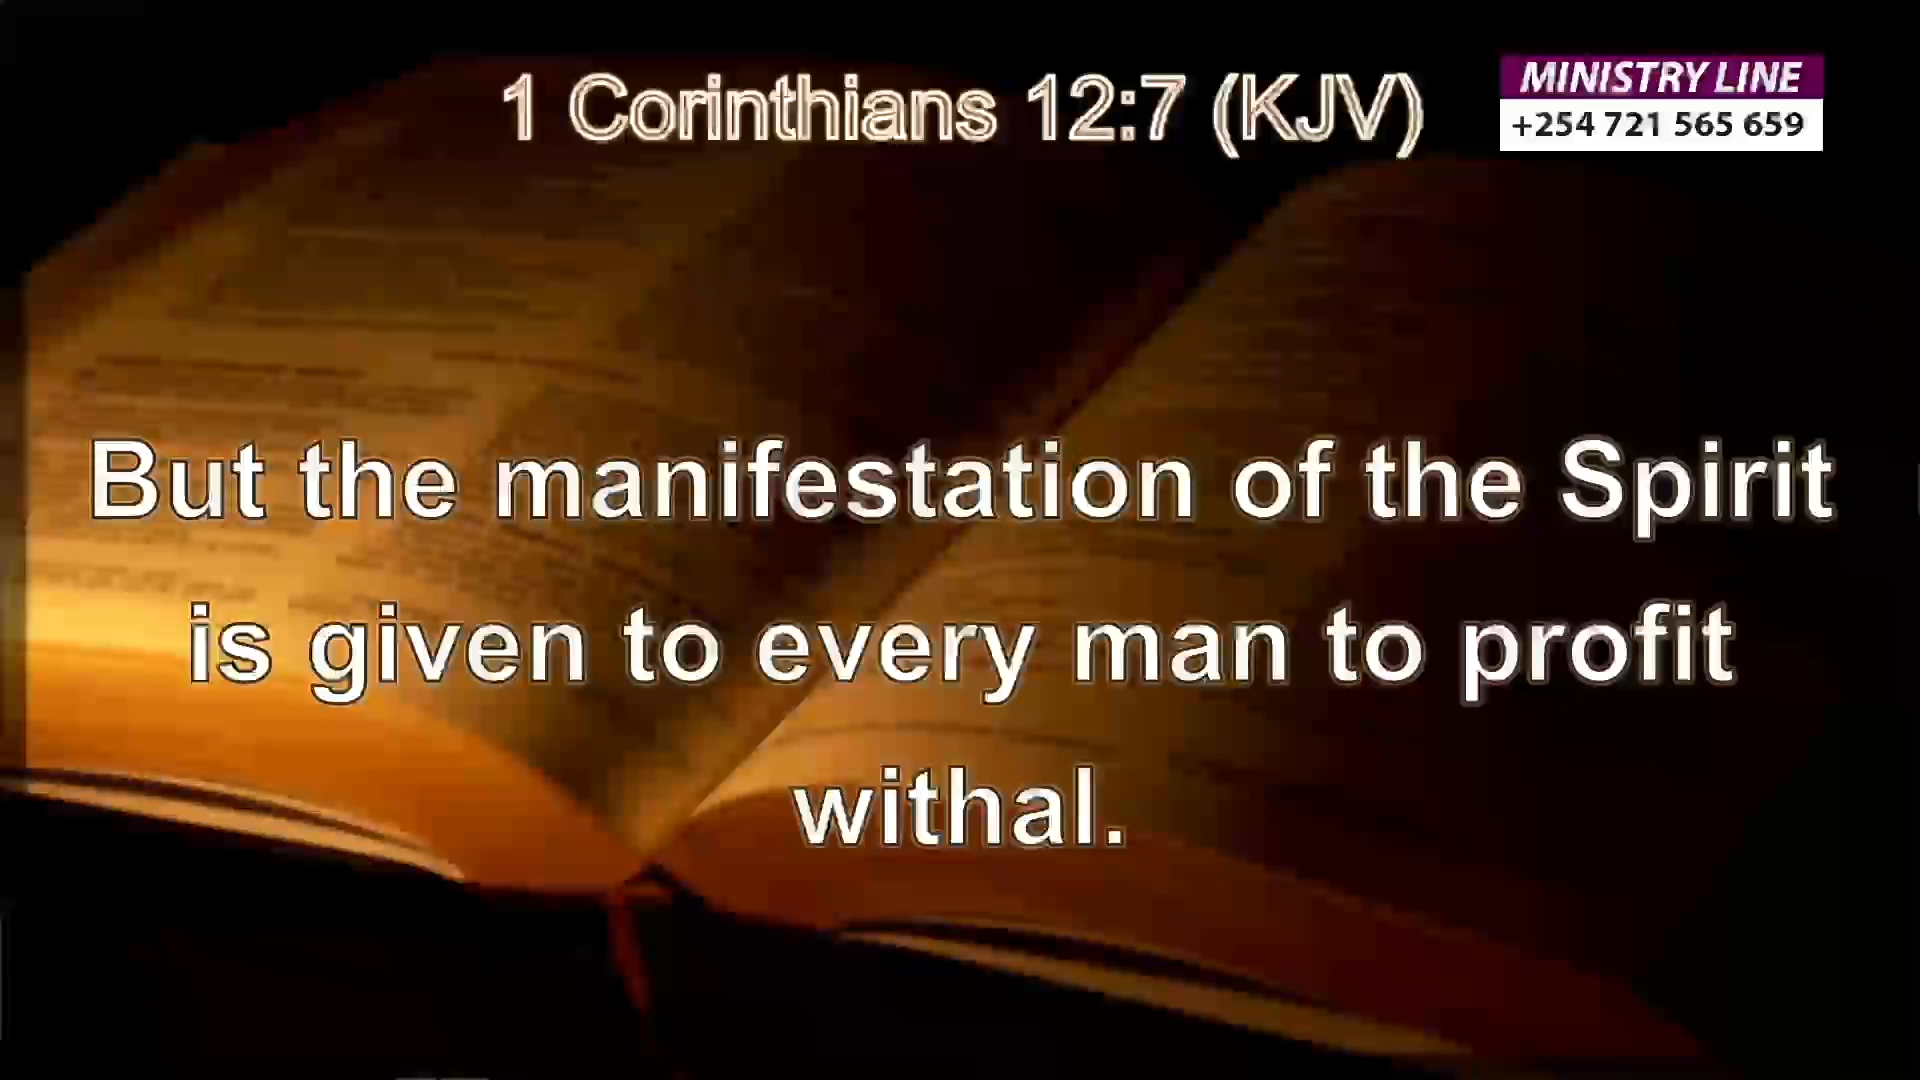 1 Corinthians 12:7 (KJV)
MINISTRY LINE
+254 721 565 659
But the manifestation of the Spirit
is given to every man to profit
withal.